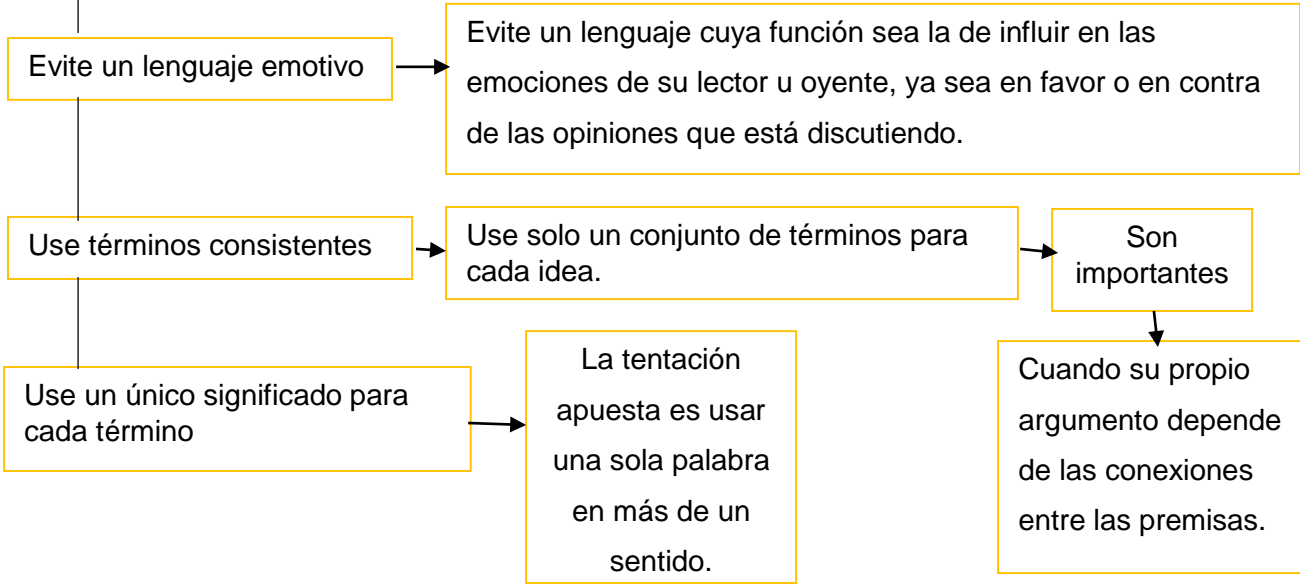 Evite un lenguaje emotivo
Evite un lenguaje cuya función sea la de influir en las
emociones de su lector u oyente, ya sea en favor o en contra
de las opiniones que está discutiendo.
Use términos consistentes
Use solo un conjunto de términos para
cada idea.
Son
importantes
Cuando su propio
argumento depende
de las conexiones
entre las premisas.
Use un único significado para
cada término
La tentación
apuesta es usar
una sola palabra
en más de un
sentido.